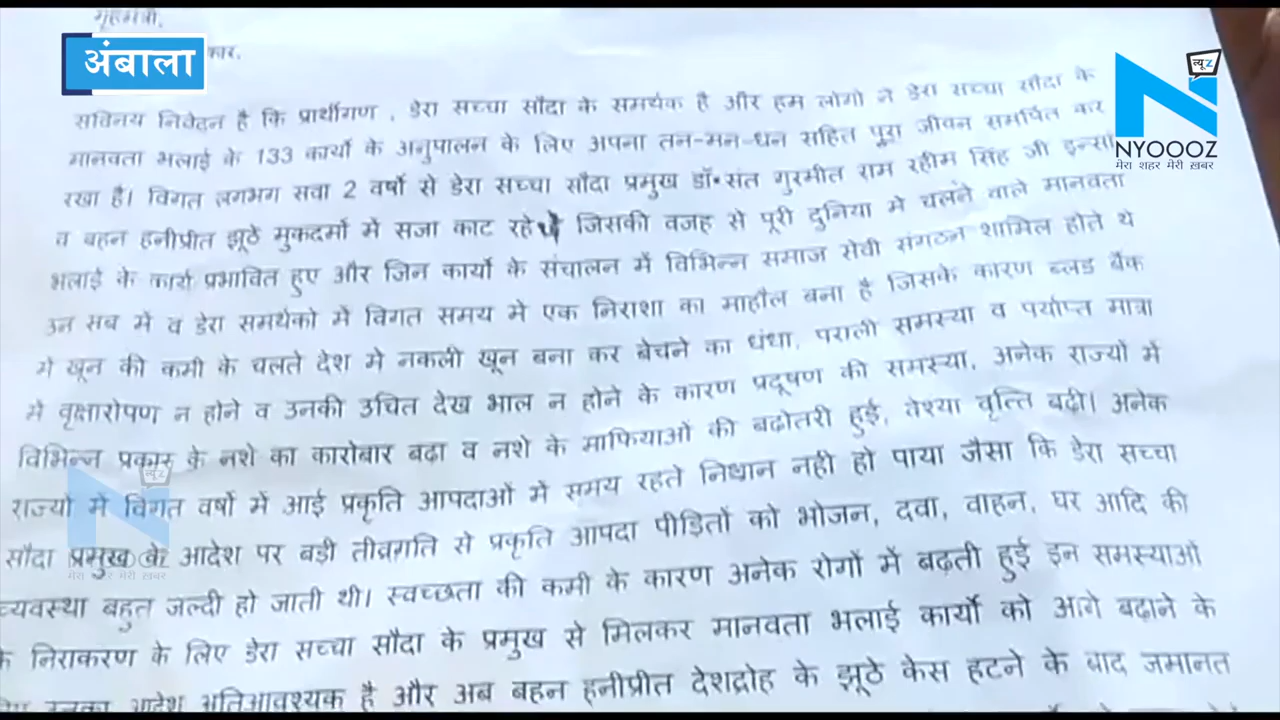 गृहमंत्री,
कार,
अंबाला
न्यूz
NYOOOZ
मेरा शहर मेरी ख़बर
सविनय निवेदन है कि प्रार्थीगण , डेरा सच्चा सौदा के समर्थक है और हम लोगो ने डेरा सच्चा सौदा के
मानवता भलाई के 133 कार्यो के अनुपालन के लिए अपना तन-मन-धन सहित पूरा जीवन समर्पित कर
रखा है। विगत लगभग सवा 2 वर्षो से डेरा सच्चा सौदा प्रमुख डॉ॰संत गुरमीत राम रहीम सिंह जी इन्सां
व बहन हनीप्रीत झूठे मुकदमों में सजा काट रहे जिसकी वजह से पूरी दुनिया मे चलने वाले मानवता
भलाई के कार्य प्रभावित हुए और जिन कार्यो के संचालन में विभिन्न समाज सेवी संगठन शामिल होते थे
उन सब में व डेरा समर्थको में विगत समय मे एक निराशा का माहौल बना है जिसके कारण ब्लड बैंक
मे खून की कमी के चलते देश मे नकली खून बना कर बेचने का धंधा, पराली समस्या व पर्याप्त मात्रा
में वृक्षारोपण न होने व उनकी उचित देख भाल न होने के कारण प्रदूषण की समस्या, अनेक राज्यों में
विभिन्न प्रकार के नशे का कारोबार बढ़ा व नशे के माफियाओं की बढोतरी हुई, वेश्या वृन्ति बढ़ी। अनेक
राज्यों में विगत वर्षो में आई प्रकृति आपदाओं में समय रहते निधान नही हो पाया जैसा कि डेरा सच्चा
सौदा प्रमुख के आदेश पर बड़ी तीव्रगति से प्रकृति आपदा पीड़ितों को भोजन, दवा, वाहन, घर आदि की
व्यवस्था बहुत जल्दी हो जाती थी। स्वच्छता की कमी के कारण अनेक रोगों में बढ़ती हुई इन समस्याओं
के निराकरण के लिए डेरा सच्चा सौदा के प्रमुख से मिलकर मानवता भलाई कार्यो को आगे बढ़ाने के
उनका आदेश अतिआवश्यक है और अब बहन हनीप्रीत देशद्रोह के झूठे केस हटने के बाद जमानत